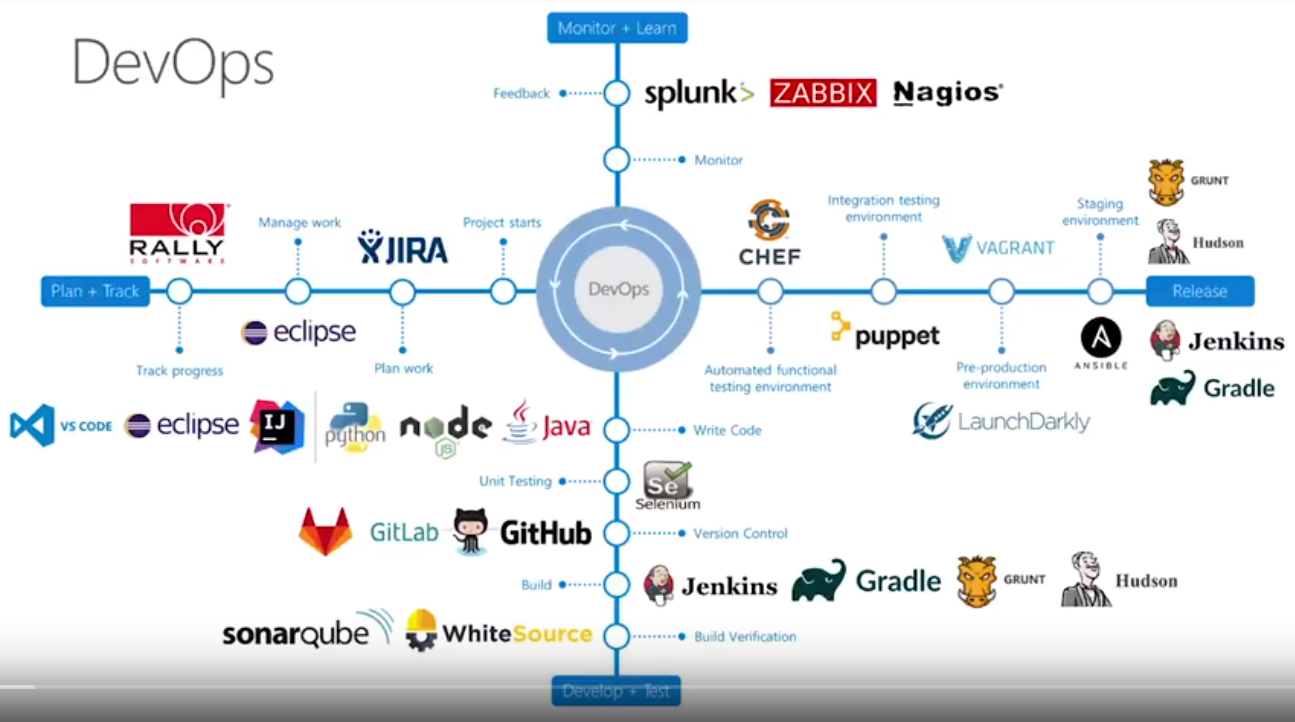 DevOps
Monitor + Learn
Feedback
splunk>
ZABBIX
Nagios®
Monitor
RALLY
SOFTWARE
Manage work
JIRA
Project starts
CHEF
Integration testing
environment
VAGRANT
Staging
environment
GRUNT
Hudson
Plan + Track
DevOps
Release
Track progress
eclipse
Plan work
Automated functional
testing environment
puppet
Pre-production
environment
ANSIBLE
Jenkins
Gradle
LaunchDarkly
VS CODE
eclipse
IJ
python
node
JS
Java
Write Code
Unit Testing
Se
Selenium
GitLab
GitHub
Version Control
Build
Jenkins
Gradle
GRUNT
Hudson
sonarqube
WhiteSource
Build Verification
Develop + Test